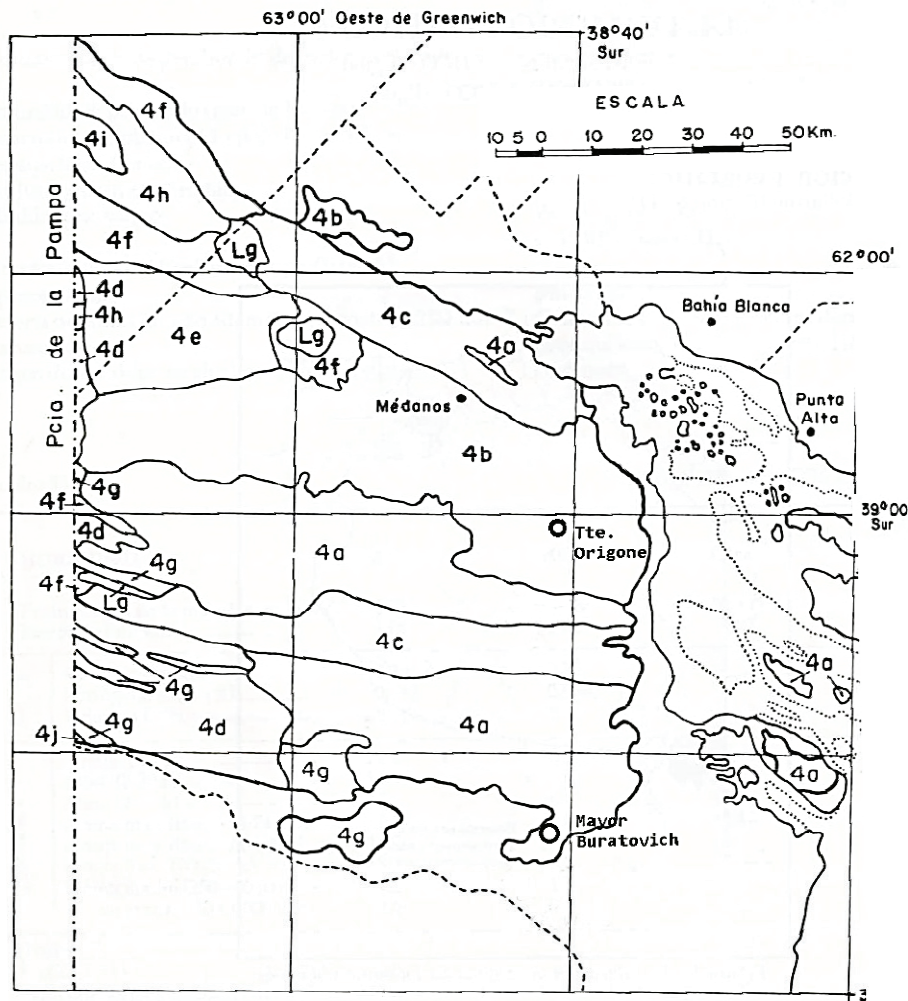 63°00' Oeste de Greenwich
38°40'
Sur
ESCALA
10 5 0 10 20 30 40 50 Km.
4f
4i
4h
4b
4f
Lg
Pcia. de la Pampa
62°00'
4d
4h
4c
Bahía Blanca
4e
Lg
4a
4d
4f
Médanos
Punta
Alta
4b
4g
4f
39°00
Sur
4d
4a
Tte.
Origone
4g
4f
Lg
4c
4a
4g
4g
4d
4a
4j
4g
4a
4g
Mayor
Buratovich